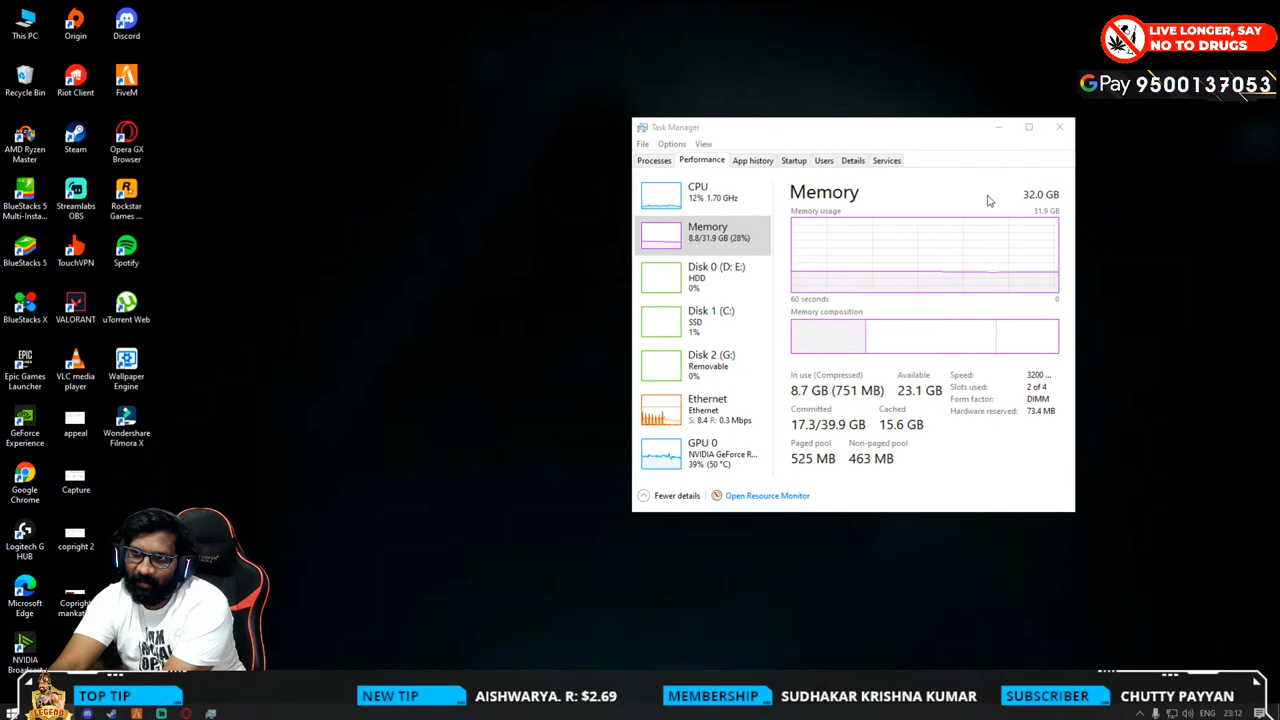 This PC
Origin
Discord
Recycle Bin
Riot Client
FiveM
AMD Ryzen
Master
Steam
Opera GX
Browser
BlueStacks 5
Multi-Insta...
Streamlabs
OBS
Rockstar
Games ...
BlueStacks 5
TouchVPN
Spotify
BlueStacks X
VALORANT
uTorrent Web
EPIC
GAMES
Epic Games
Launcher
VLC media
player
Wallpaper
Engine
GeForce
Experience
appeal
Wondershare
Filmora X
Google
Chrome
Capture
Logitech G
HUB
copright 2
Microsoft
Edge
Coprigh
mankat
NVIDIA
Broadcast
LIVE LONGER, SAY
NO TO DRUGS
G Pay 9500137053
Task Manager
File Options View
Processes Performance App history Startup Users Details Services
CPU
12% 1.70 GHz
Memory
8.8/31.9 GB (28%)
Disk 0 (D: E:)
HDD
0%
Disk 1 (C:)
SSD
1%
Disk 2 (G:)
Removable
0%
Ethernet
Ethernet
S: 8.4 R: 0.3 Mbps
GPU 0
NVIDIA GeForce R...
39% (50 °C)
Memory 32.0 GB
Memory usage 31.9 GB
60 seconds 0
Memory composition
In use (Compressed) Available
8.7 GB (751 MB) 23.1 GB
Committed Cached
17.3/39.9 GB 15.6 GB
Paged pool Non-paged pool
525 MB 463 MB
Speed: 3200 ...
Slots used: 2 of 4
Form factor: DIMM
Hardware reserved: 73.4 MB
Fewer details Open Resource Monitor
TOP TIP
NEW TIP AISHWARYA. R: $2.69
MEMBERSHIP SUDHAKAR KRISHNA KUMAR
SUBSCRIBER CHUTTY PAYYAN
LEGEND
ENG 23:12